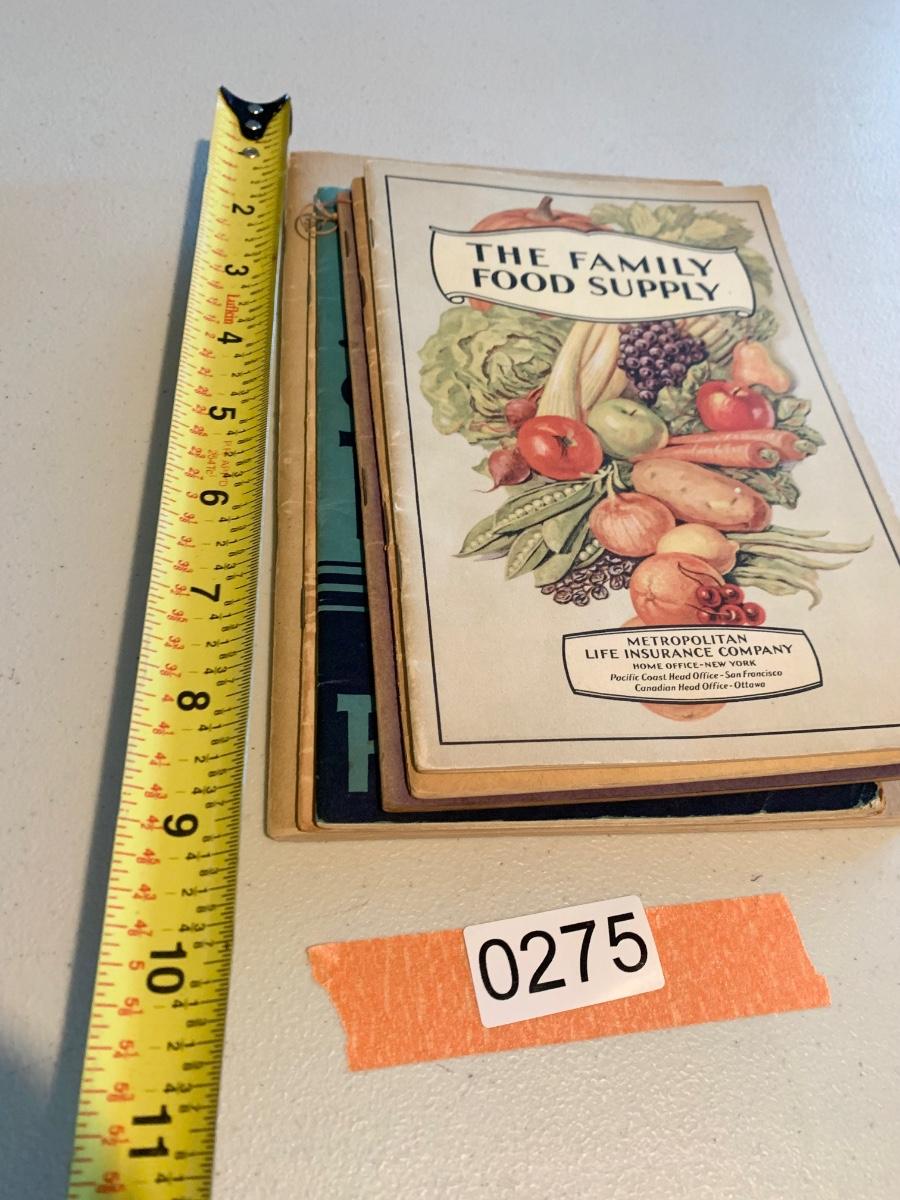 THE FAMILY
FOOD SUPPLY
METROPOLITAN
LIFE INSURANCE COMPANY
HOME OFFICE-NEW YORK
Pacific Coast Head Office-San Francisco
Canadian Head Office-Ottawa
0275
2
3
Lufkin
4
5
6
7
8
9
10
11